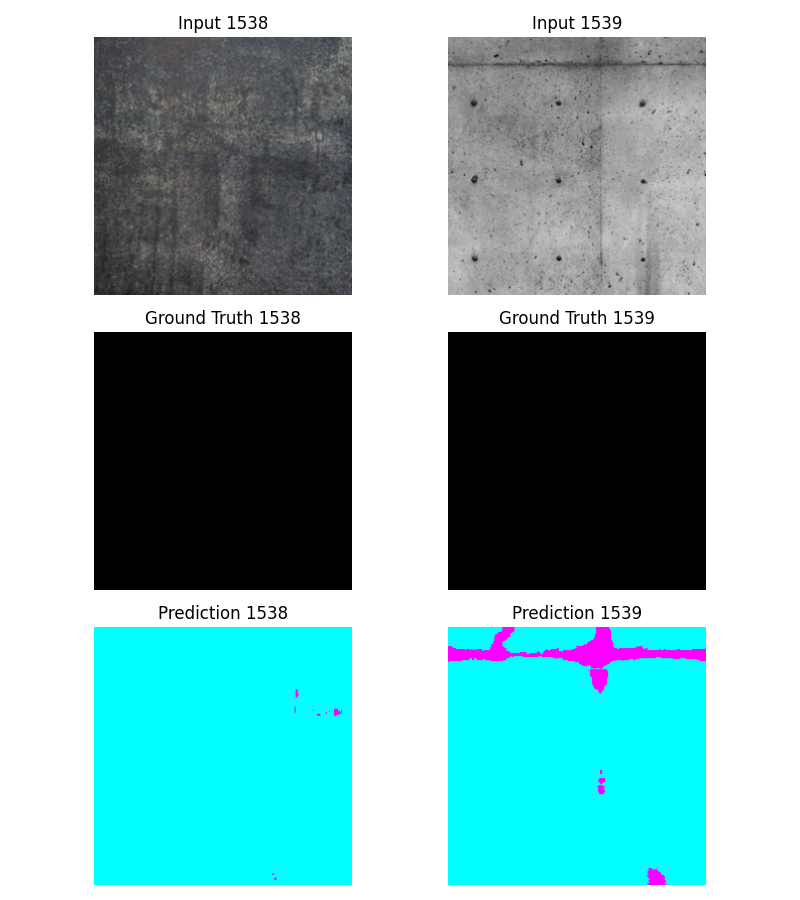 Input 1538
Input 1539
Ground Truth 1538
Ground Truth 1539
Prediction 1538
Prediction 1539